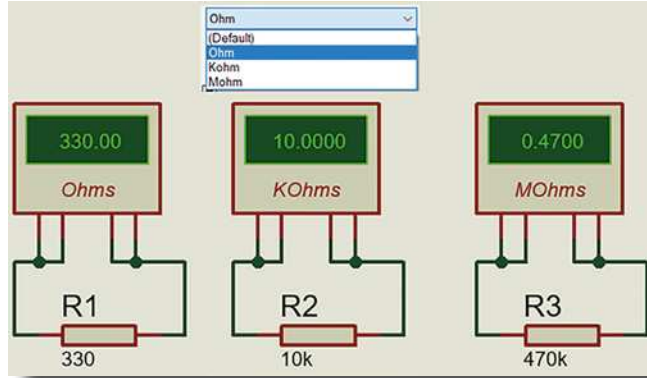 Ohm
(Default)
Ohm
Kohm
Mohm
330.00
Ohms
R1
330
10.0000
KOhms
R2
10k
0.4700
MOhms
R3
470k